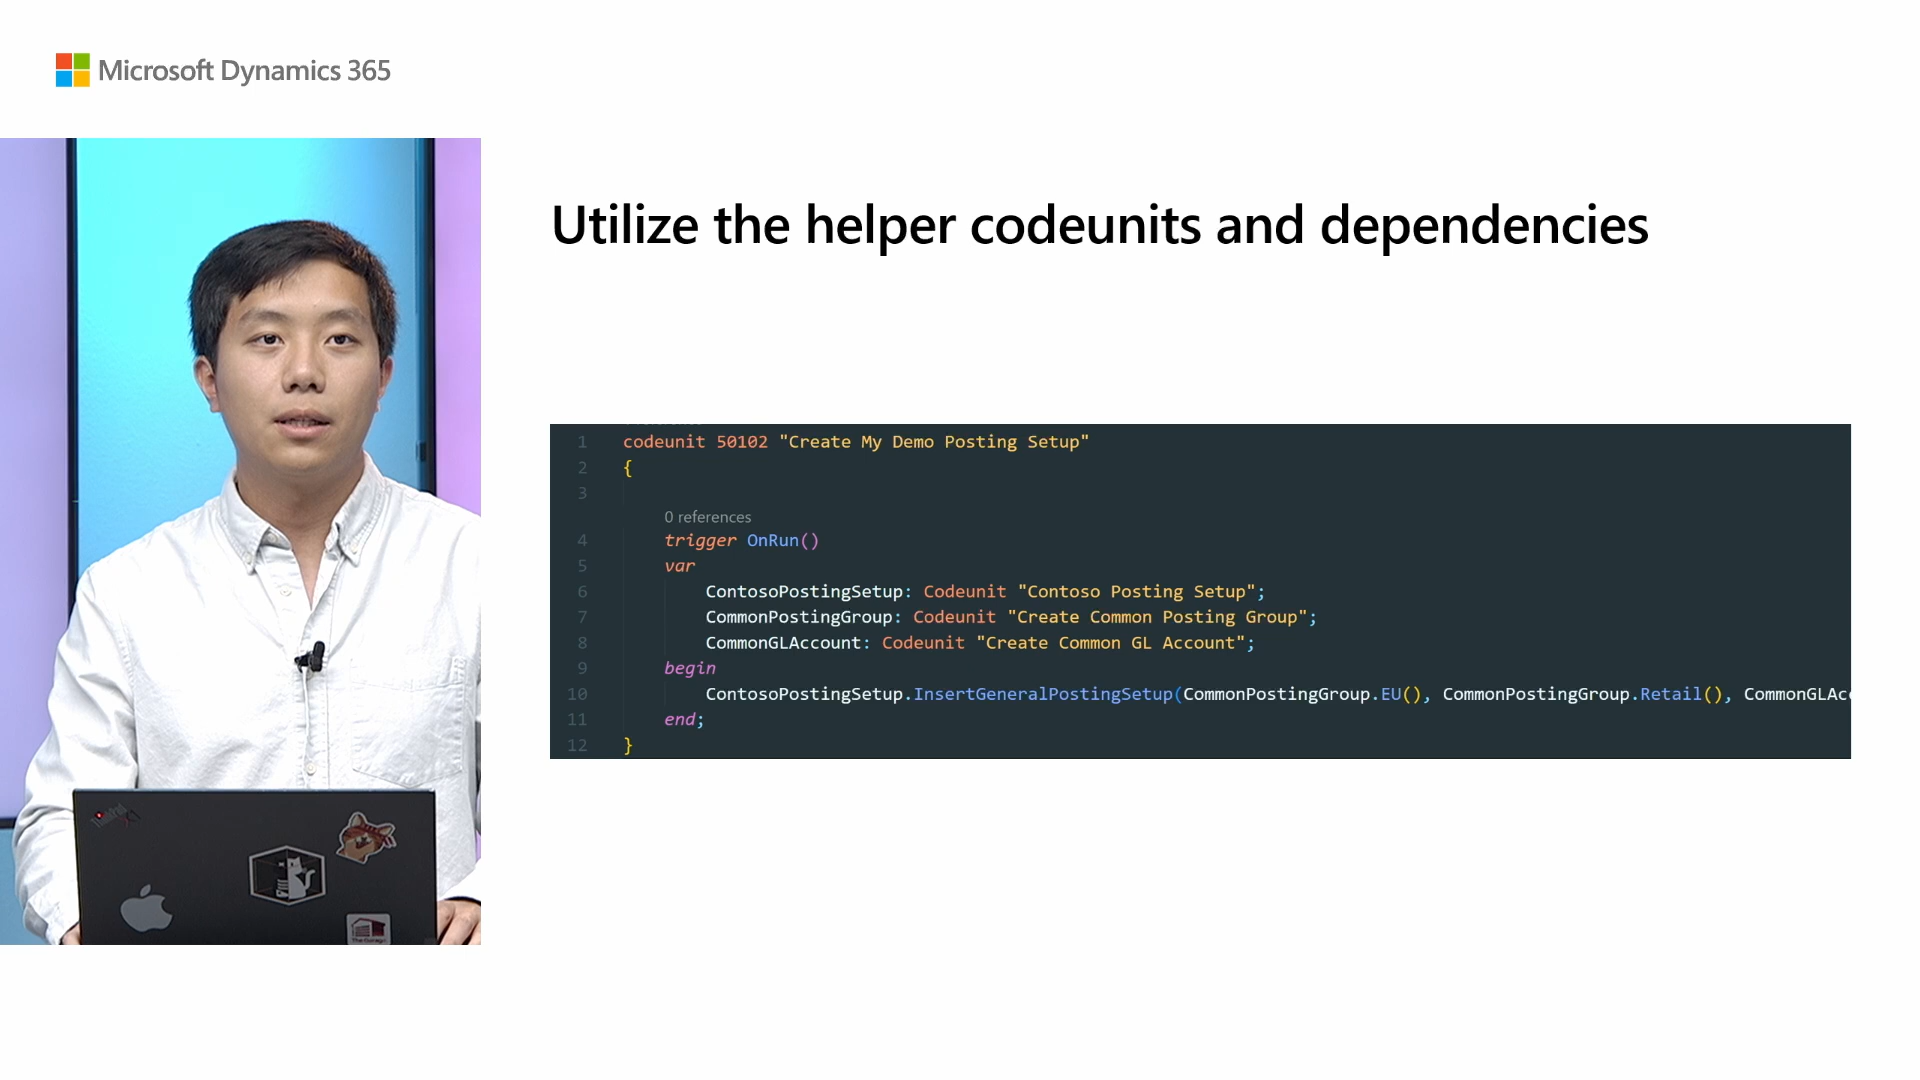 Microsoft Dynamics 365
Utilize the helper codeunits and dependencies
1 codeunit 50102 "Create My Demo Posting Setup"
2 {
3
0 references
4 trigger OnRun()
5 var
6 ContosoPostingSetup: Codeunit "Contoso Posting Setup";
7 CommonPostingGroup: Codeunit "Create Common Posting Group";
8 CommonGLAccount: Codeunit "Create Common GL Account";
9 begin
10 ContosoPostingSetup.InsertGeneralPostingSetup(CommonPostingGroup.EU(), CommonPostingGroup.Retail(), CommonGLAcc
11 end;
12 }